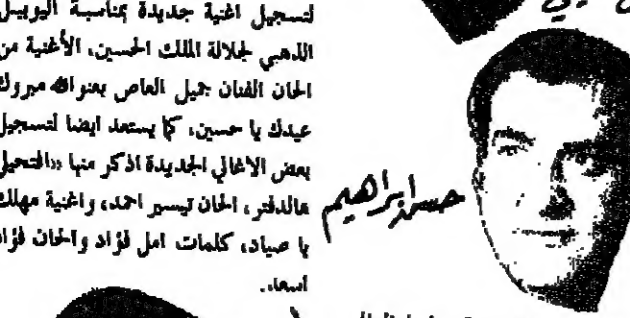 لتسجيل اغنية جديدة بمناسبة اليوبيل
الذهبي لجلالة الملك الحسين، الأغنية من
الحان الفنان جميل العاص بعنوان مبروك
عيدك يا حسين، كما يستعد ايضا لتسجيل
بعض الاغاني الجديدة اذكر منها «افتحيل
هالدفتر، الحان تيسير احمد، واغنية مهلك
يا صياد، كلمات امل فؤاد والحان فؤاد
اسعد.
حسن ابراهيم